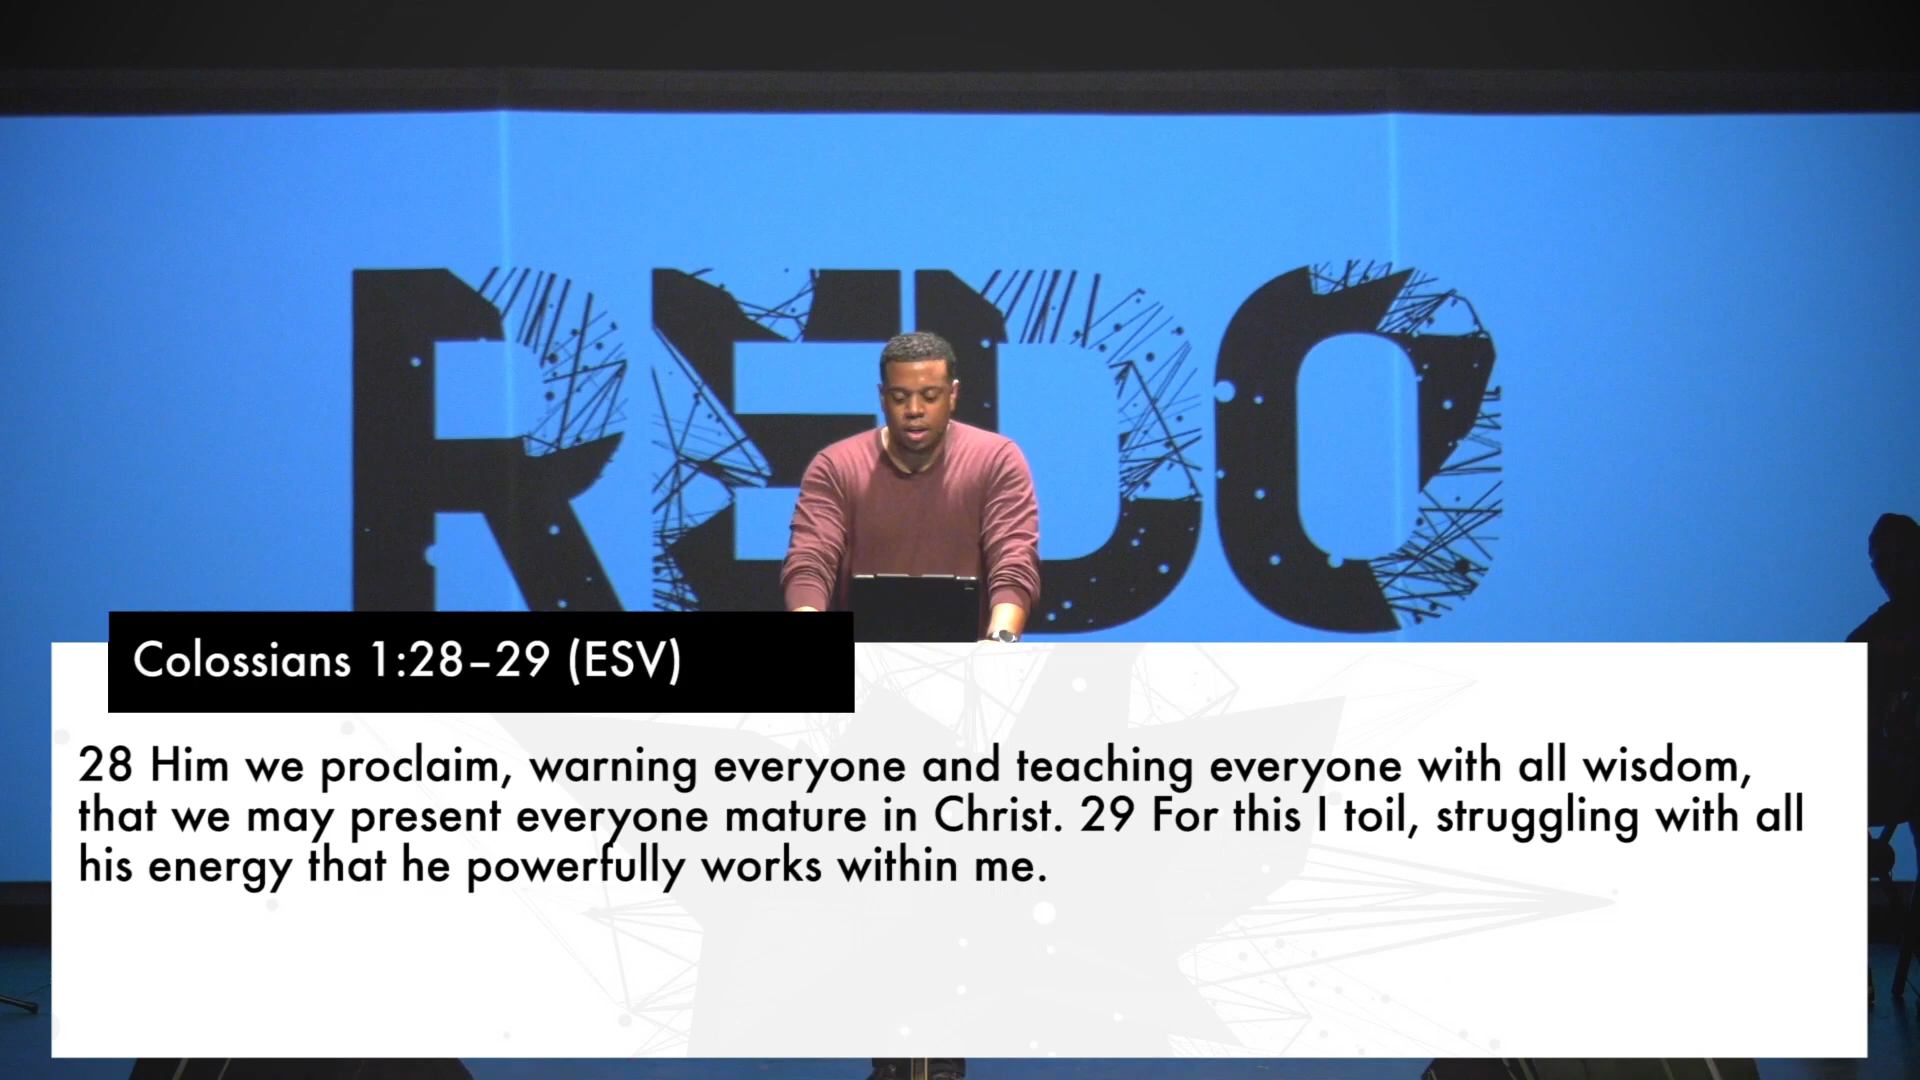 REDO
Colossians 1:28–29 (ESV)
28 Him we proclaim, warning everyone and teaching everyone with all wisdom,
that we may present everyone mature in Christ. 29 For this I toil, struggling with all
his energy that he powerfully works within me.